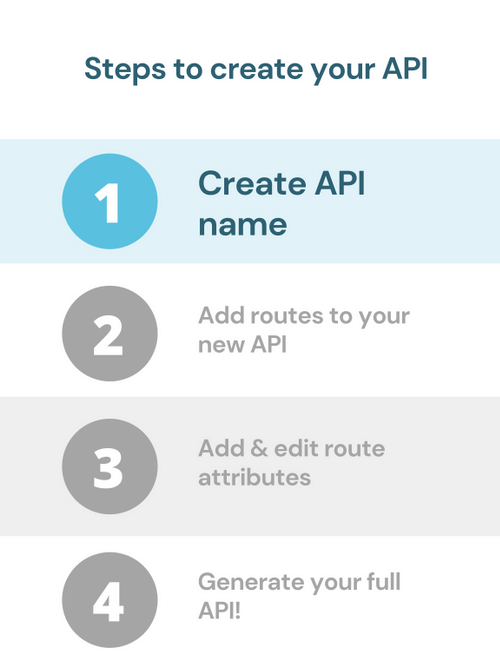 Steps to create your API
1
Create API
name
2
Add routes to your
new API
3
Add & edit route
attributes
4
Generate your full
API!